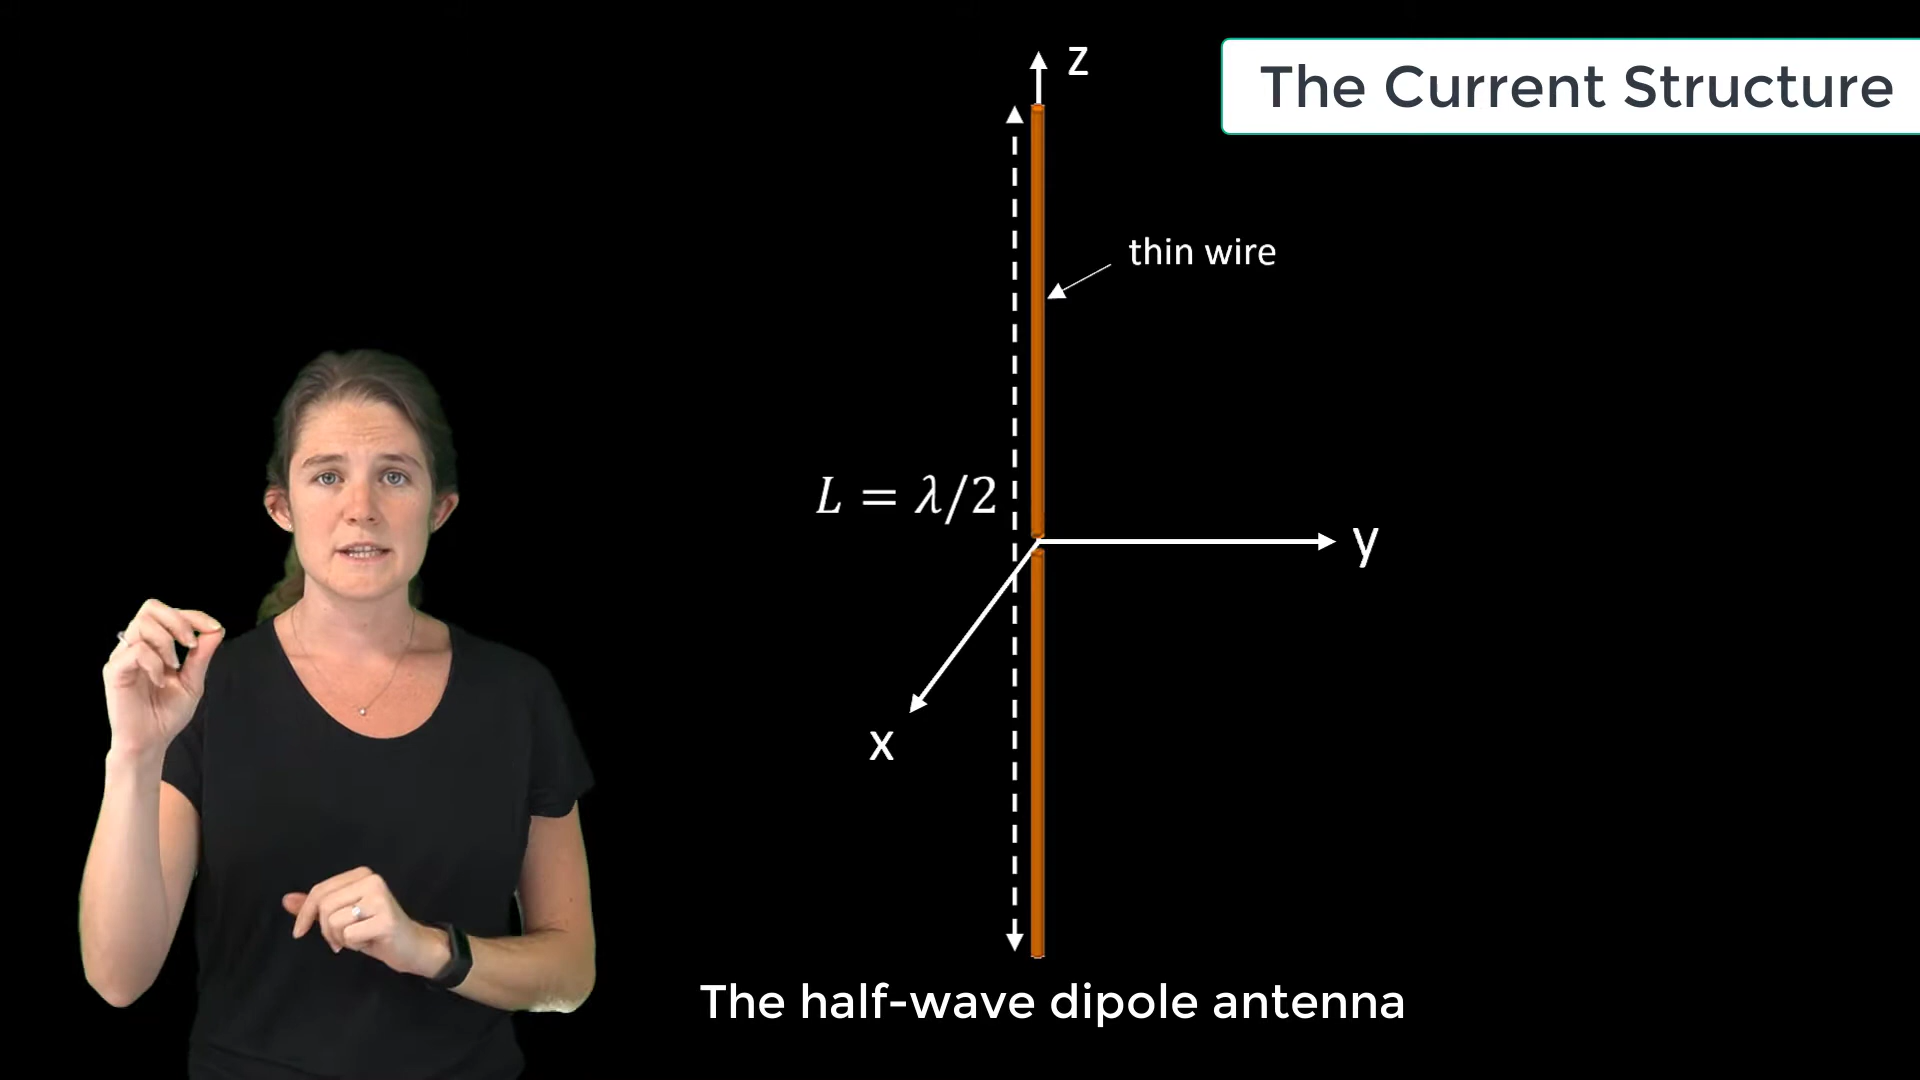 The Current Structure
z
thin wire
L = λ/2
y
x
The half-wave dipole antenna